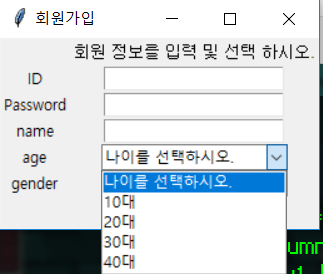 회원가입
회원 정보를 입력 및 선택 하시오.
ID
Password
name
age 나이를 선택하시오.
gender
나이를 선택하시오.
10대
20대
30대
40대
umn